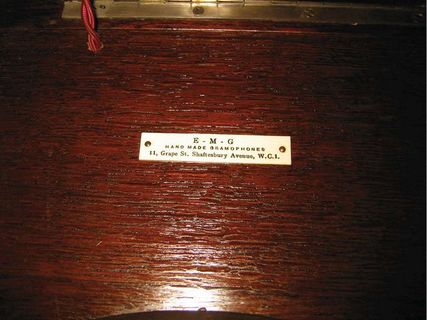 E - M - G
HAND MADE GRAMOPHONES
11, Grape St. Shaftesbury Avenue, W.C.1.